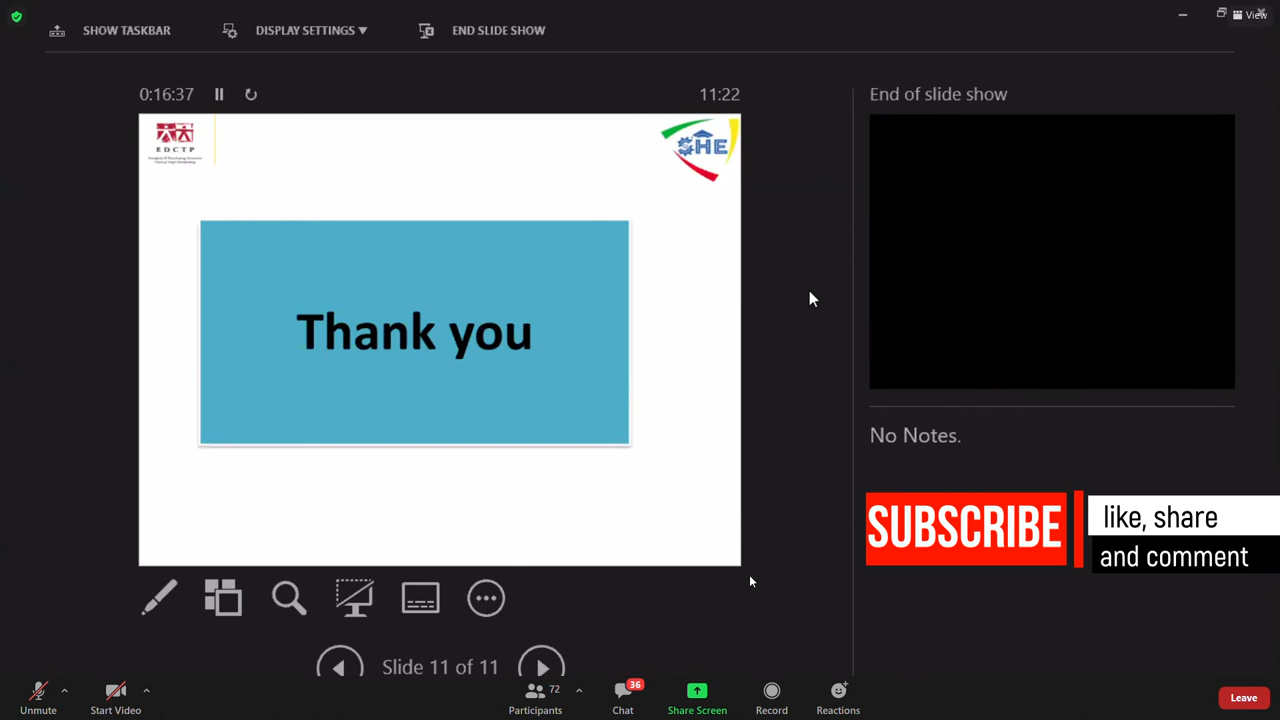 SHOW TASKBAR
DISPLAY SETTINGS ▼
END SLIDE SHOW
View
0:16:37
11:22
End of slide show
EDCTP
SHE
Thank you
No Notes.
SUBSCRIBE
like, share
and comment
Slide 11 of 11
Unmute
Start Video
72
Participants
36
Chat
Share Screen
Record
Reactions
Leave